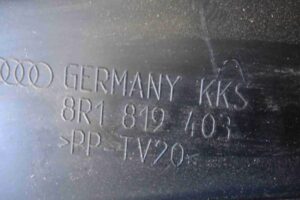 GERMANY KKS
8R1 819 403
>PP-TV20<